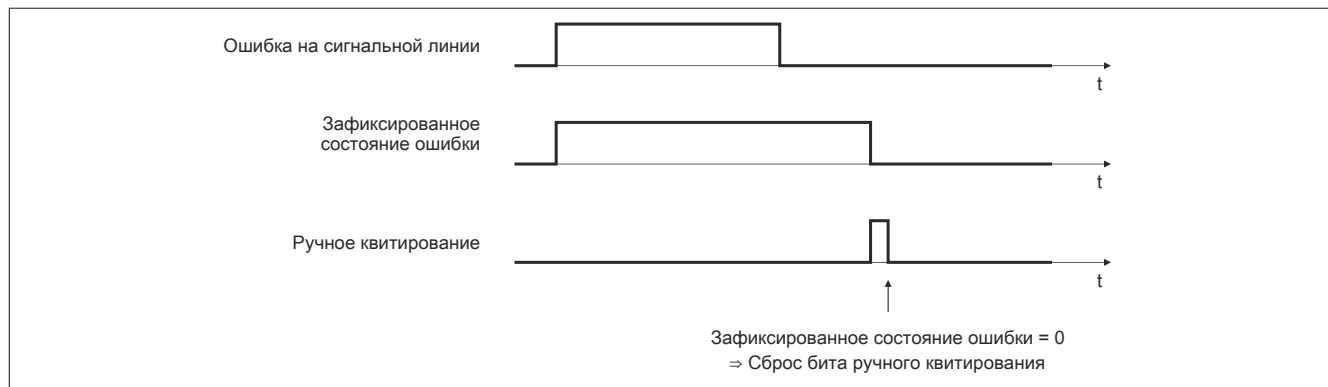 Ошибка на сигнальной линии
t
Зафиксированное
состояние ошибки
t
Ручное квитирование
t
Зафиксированное состояние ошибки = 0
⇒ Сброс бита ручного квитирования